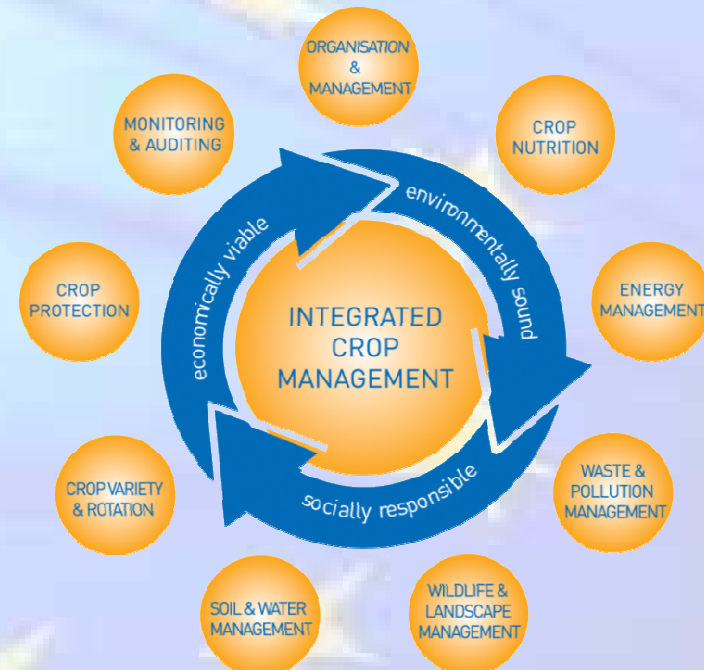 ORGANISATION
&
MANAGEMENT
CROP
NUTRITION
ENERGY
MANAGEMENT
WASTE &
POLLUTION
MANAGEMENT
WILDLIFE &
LANDSCAPE
MANAGEMENT
SOIL & WATER
MANAGEMENT
CROP VARIETY
& ROTATION
CROP
PROTECTION
MONITORING
& AUDITING
economically viable
environmentally sound
socially responsible
INTEGRATED
CROP
MANAGEMENT